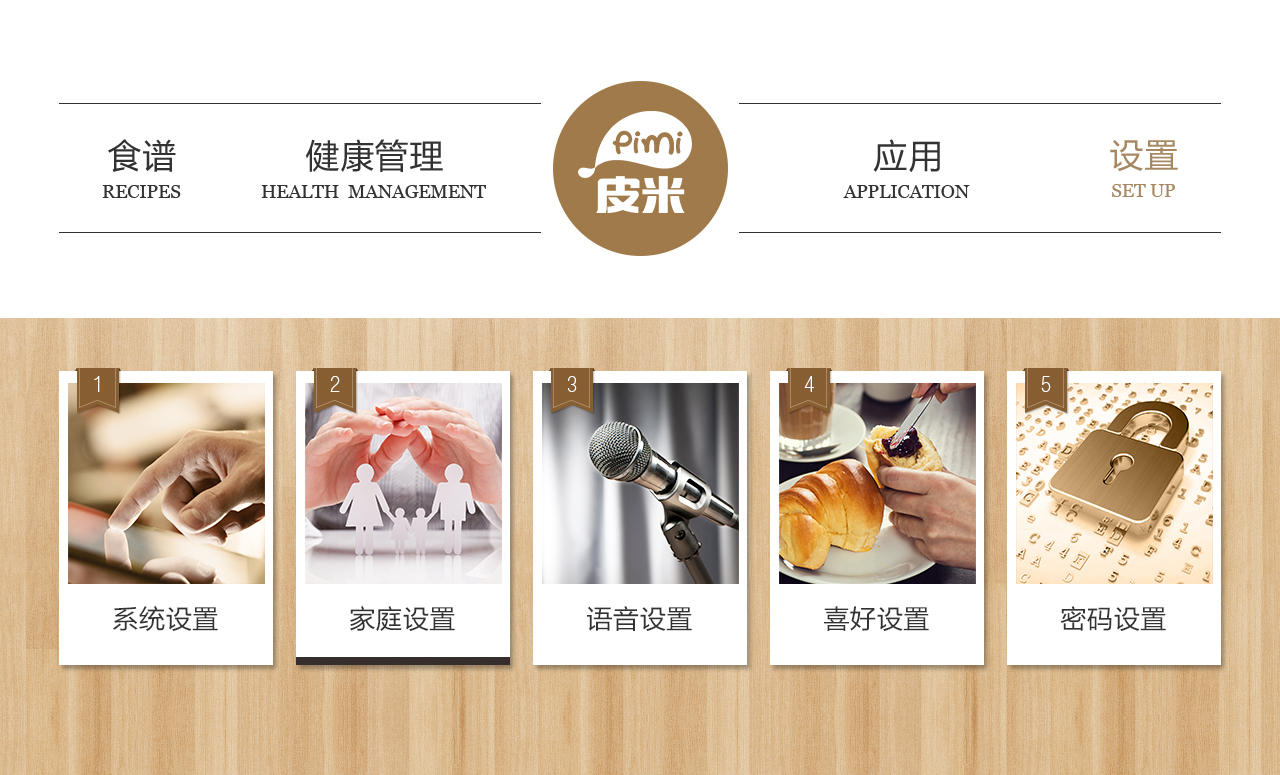 食谱
RECIPES
健康管理
HEALTH MANAGEMENT
Pimi
皮米
应用
APPLICATION
设置
SET UP
1
系统设置
2
家庭设置
3
语音设置
4
喜好设置
5
密码设置